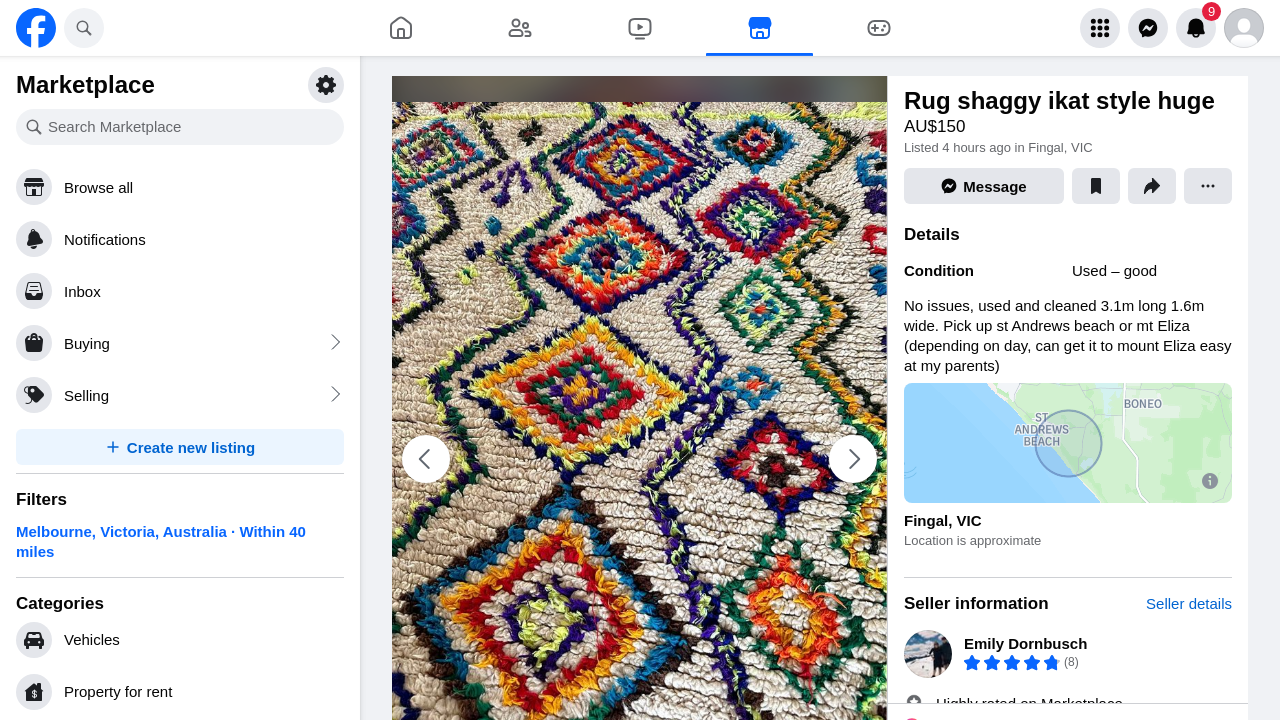 9
Marketplace
Search Marketplace
Browse all
Notifications
Inbox
Buying
Selling
Create new listing
Filters
Melbourne, Victoria, Australia · Within 40
miles
Categories
Vehicles
Property for rent
Rug shaggy ikat style huge
AU$150
Listed 4 hours ago in Fingal, VIC
Message
Details
Condition
Used – good
No issues, used and cleaned 3.1m long 1.6m
wide. Pick up st Andrews beach or mt Eliza
(depending on day, can get it to mount Eliza easy
at my parents)
BONEO
ST
ANDREWS
BEACH
Fingal, VIC
Location is approximate
Seller information
Seller details
Emily Dornbusch
(8)
Highly rated on Marketplace